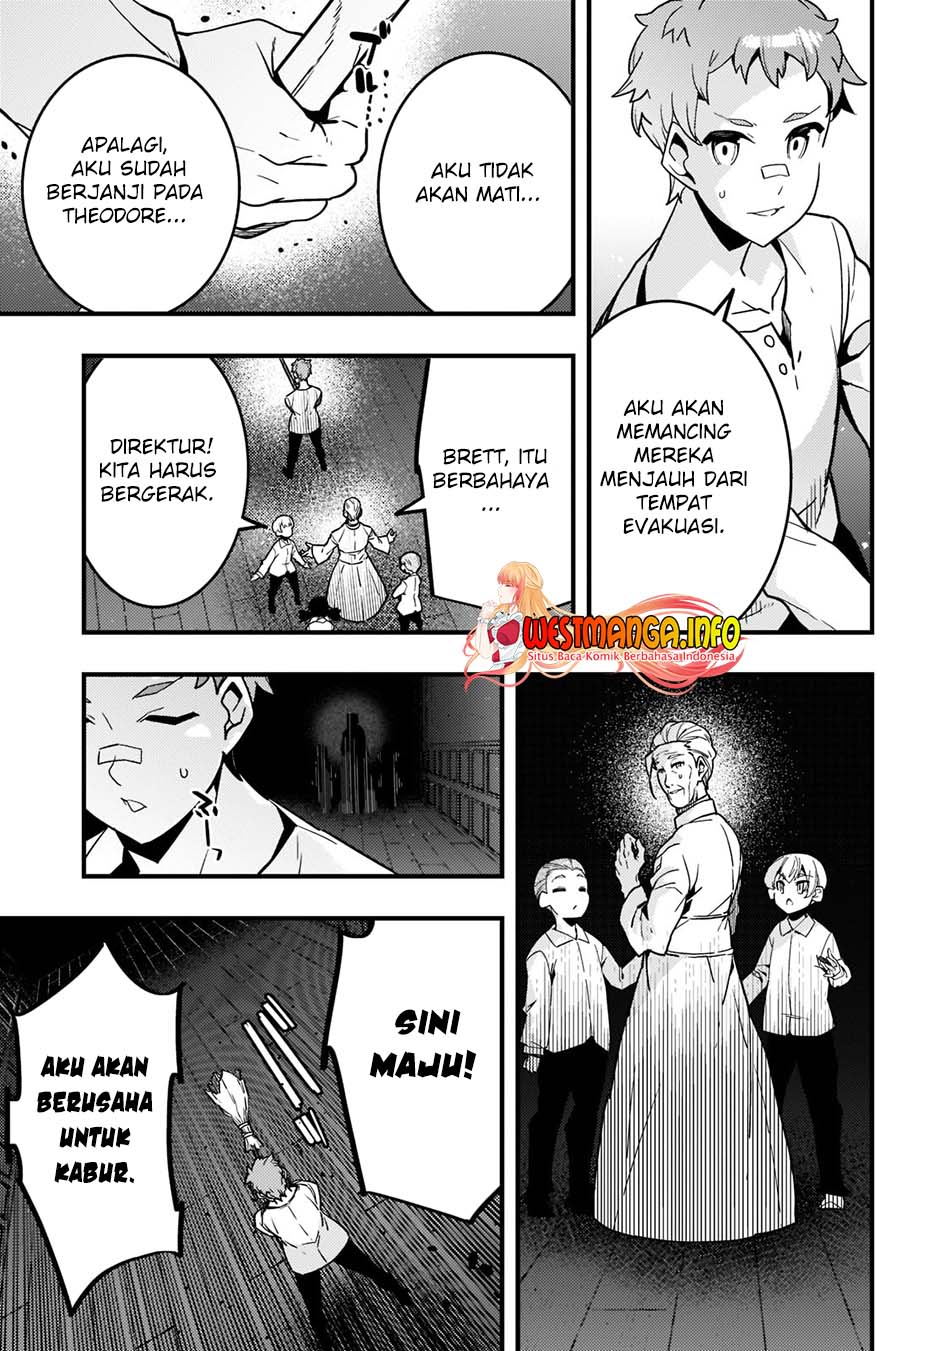 AKU AKAN
MEMANCING
MEREKA
MENJAUH DARI
TEMPAT
EVAKUASI.
AKU TIDAK
AKAN MATI...
APALAGI,
AKU SUDAH
BERJANJI PADA
THEODORE...
BRETT, ITU
BERBAHAYA
...
DIREKTUR!
KITA HARUS
BERGERAK.
WESTMANGA.INFO
Situs Baca Komik Berbahasa Indonesia
SINI
MAJU!
AKU AKAN
BERUSAHA
UNTUK
KABUR.